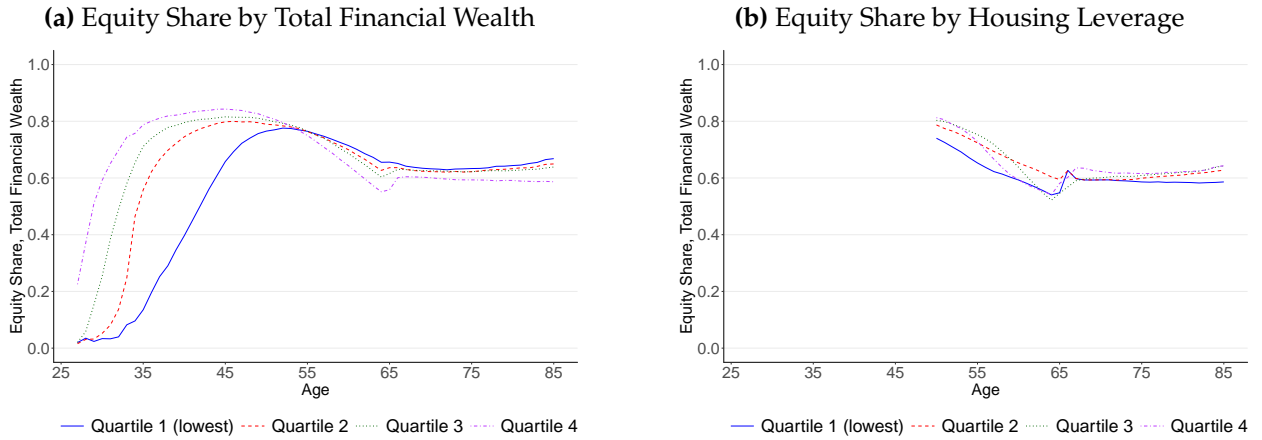 (a) Equity Share by Total Financial Wealth
Equity Share, Total Financial Wealth
1.0
0.8
0.6
0.4
0.2
0.0
25 35 45 55 65 75 85
Age
Quartile 1 (lowest) Quartile 2 Quartile 3 Quartile 4
(b) Equity Share by Housing Leverage
Equity Share, Total Financial Wealth
1.0
0.8
0.6
0.4
0.2
0.0
25 35 45 55 65 75 85
Age
Quartile 1 (lowest) Quartile 2 Quartile 3 Quartile 4